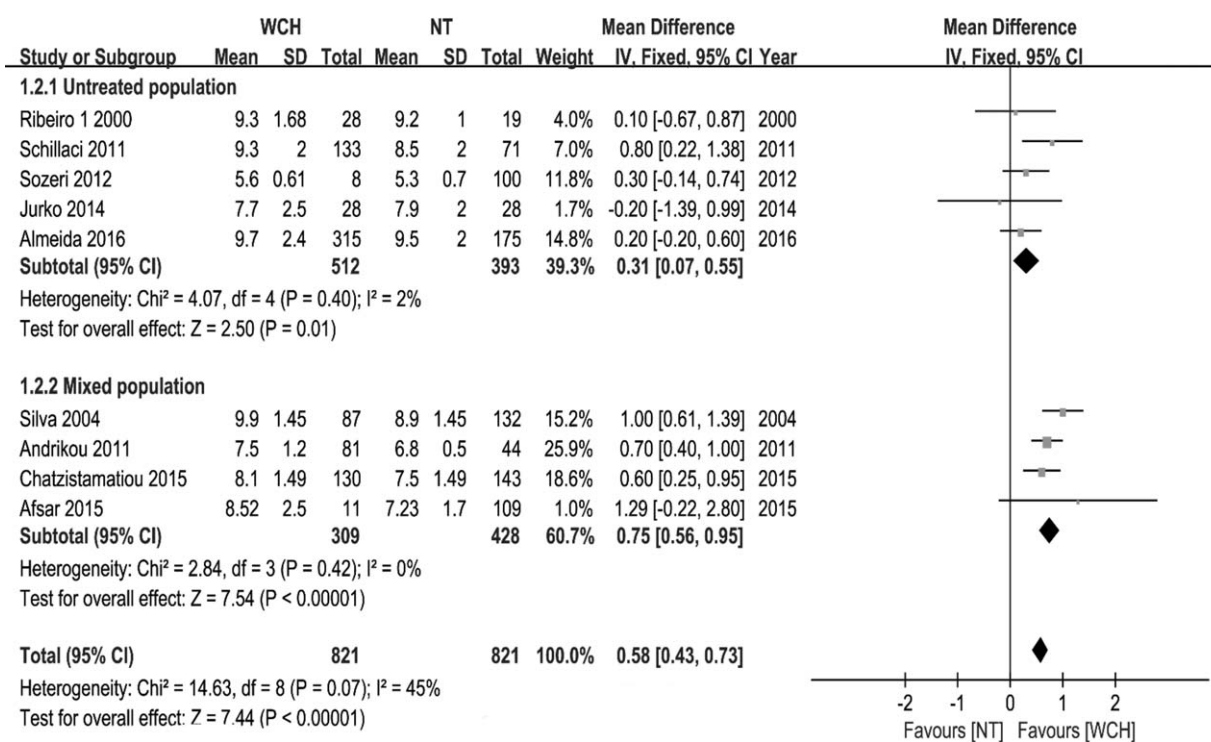 WCH NT Mean Difference Mean Difference
Study or Subgroup Mean SD Total Mean SD Total Weight IV, Fixed, 95% CI Year IV, Fixed, 95% CI
1.2.1 Untreated population
Ribeiro 1 2000 9.3 1.68 28 9.2 1 19 4.0% 0.10 [-0.67, 0.87] 2000
Schillaci 2011 9.3 2 133 8.5 2 71 7.0% 0.80 [0.22, 1.38] 2011
Sozeri 2012 5.6 0.61 8 5.3 0.7 100 11.8% 0.30 [-0.14, 0.74] 2012
Jurko 2014 7.7 2.5 28 7.9 2 28 1.7% -0.20 [-1.39, 0.99] 2014
Almeida 2016 9.7 2.4 315 9.5 2 175 14.8% 0.20 [-0.20, 0.60] 2016
Subtotal (95% CI) 512 393 39.3% 0.31 [0.07, 0.55]
Heterogeneity: Chi² = 4.07, df = 4 (P = 0.40); I² = 2%
Test for overall effect: Z = 2.50 (P = 0.01)
1.2.2 Mixed population
Silva 2004 9.9 1.45 87 8.9 1.45 132 15.2% 1.00 [0.61, 1.39] 2004
Andrikou 2011 7.5 1.2 81 6.8 0.5 44 25.9% 0.70 [0.40, 1.00] 2011
Chatzistamatiou 2015 8.1 1.49 130 7.5 1.49 143 18.6% 0.60 [0.25, 0.95] 2015
Afsar 2015 8.52 2.5 11 7.23 1.7 109 1.0% 1.29 [-0.22, 2.80] 2015
Subtotal (95% CI) 309 428 60.7% 0.75 [0.56, 0.95]
Heterogeneity: Chi² = 2.84, df = 3 (P = 0.42); I² = 0%
Test for overall effect: Z = 7.54 (P < 0.00001)
Total (95% CI) 821 821 100.0% 0.58 [0.43, 0.73]
Heterogeneity: Chi² = 14.63, df = 8 (P = 0.07); I² = 45%
Test for overall effect: Z = 7.44 (P < 0.00001)
-2 -1 0 1 2
Favours [NT] Favours [WCH]